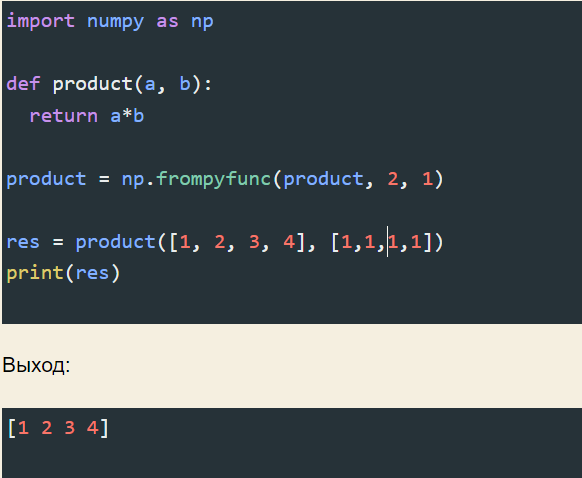 import numpy as np
def product(a, b):
  return a*b
product = np.frompyfunc(product, 2, 1)
res = product([1, 2, 3, 4], [1,1,1,1])
print(res)
Выход:
[1 2 3 4]